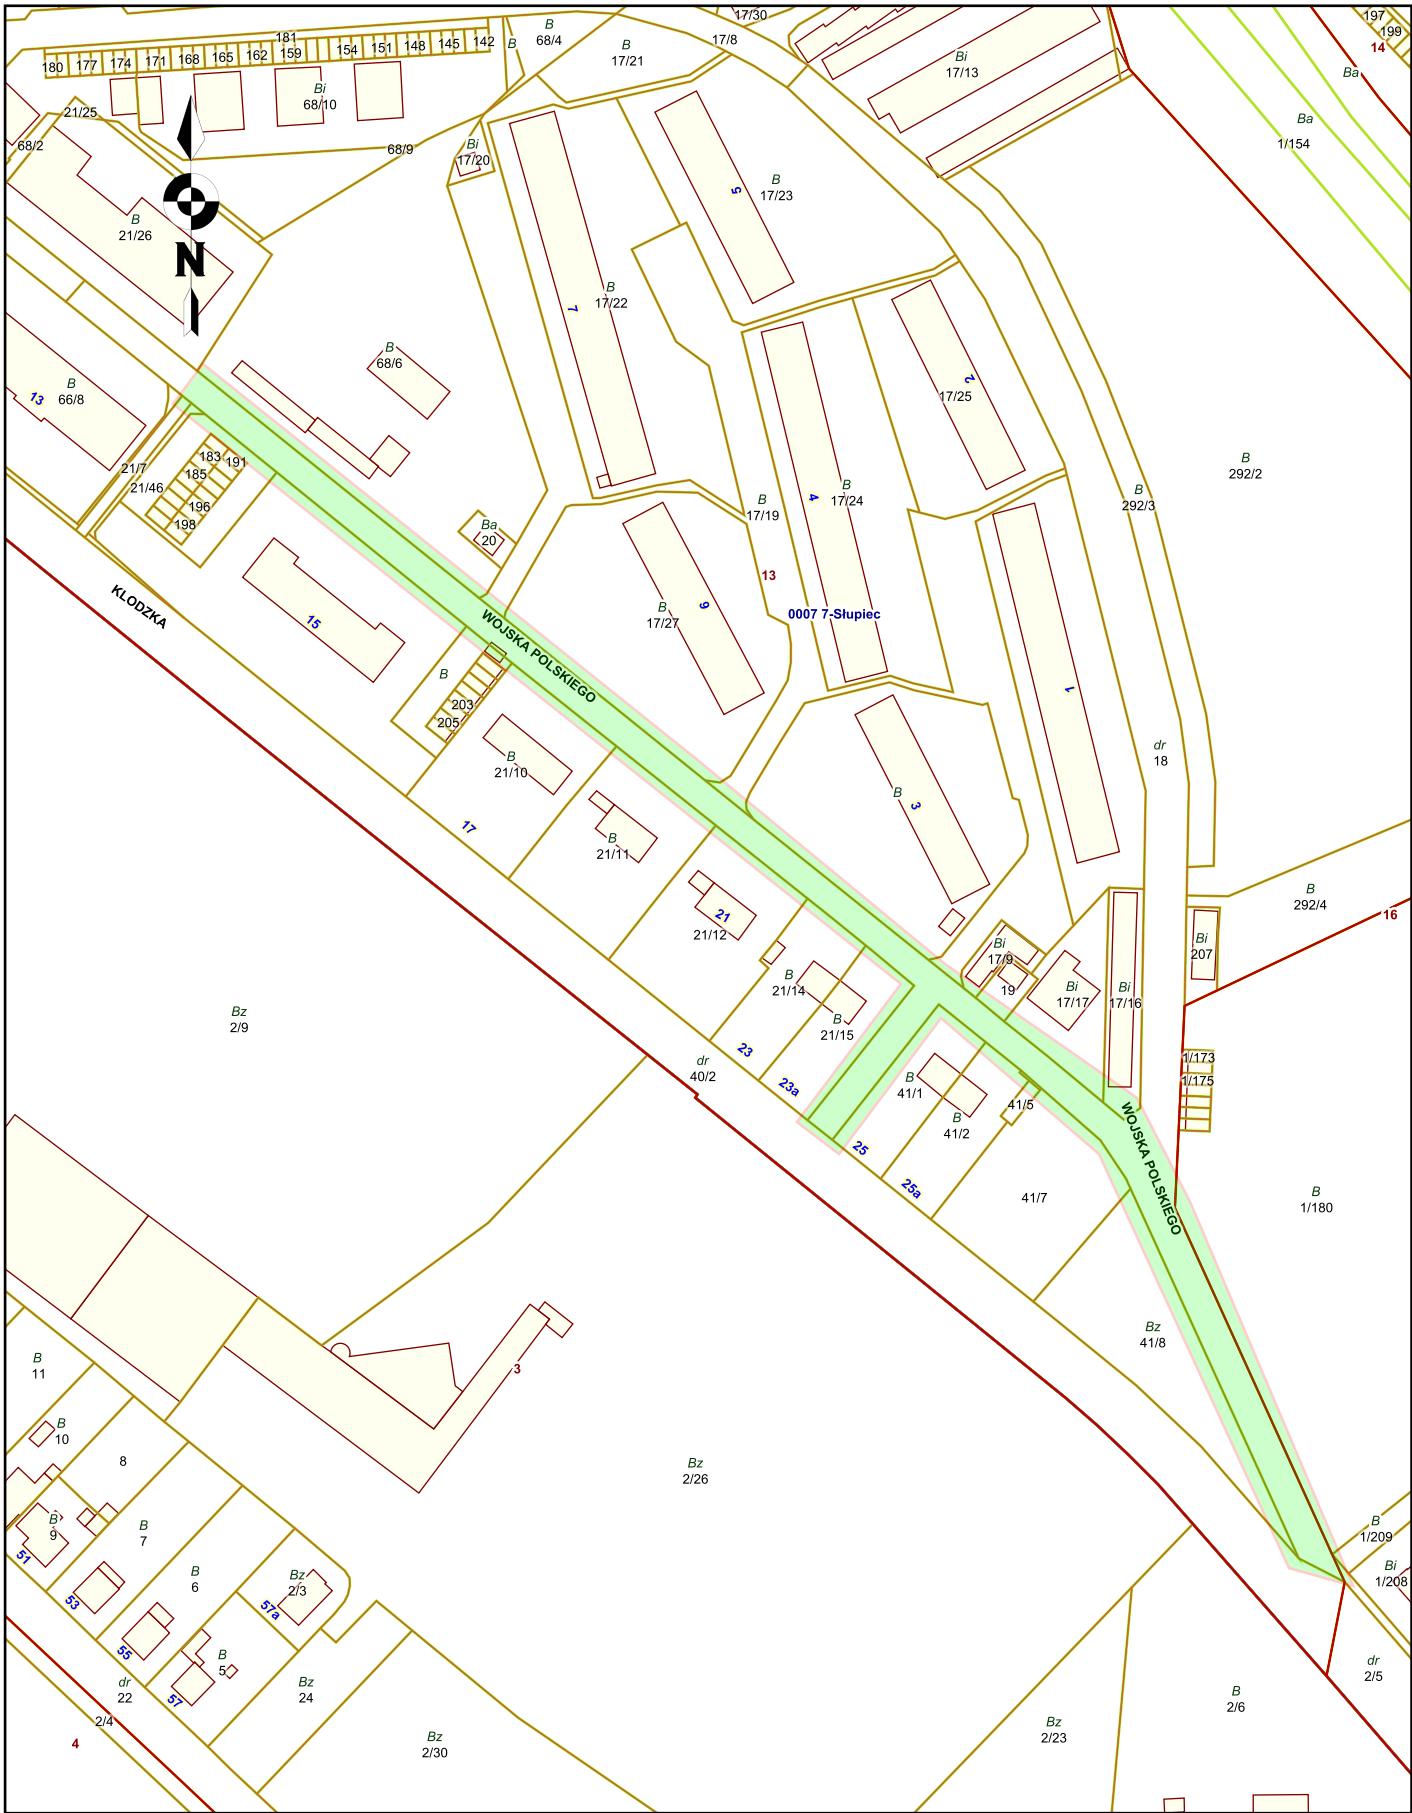 17/30
197
199
14
Ba
181
142
145
148
151
154
159
162
165
168
171
174
177
180
B
B
68/4
B
17/21
17/8
Bi
17/13
Ba
1/154
Bi
68/10
21/25
68/2
68/9
Bi
17/20
B
21/26
N
5
B
17/23
B
17/22
7
B
68/6
B
66/8
13
2
17/25
183
191
185
196
198
21/7
21/46
B
17/19
4
B
17/24
B
292/2
B
292/3
Ba
20
13
0007 7-Słupiec
KLODZKA
15
WOJSKA POLSKIEGO
B
17/27
6
B
203
205
1
dr
18
B
21/10
17
B
3
B
21/11
21
21/12
B
292/4
16
Bi
207
Bi
17/9
19
Bi
17/17
Bi
17/16
B
21/14
B
21/15
Bz
2/9
23
23a
dr
40/2
B
41/1
B
41/2
41/5
1/173
1/175
WOJSKA POLSKIEGO
25
25a
41/7
B
1/180
Bz
41/8
B
11
3
B
10
8
Bz
2/26
B
9
B
7
51
53
B
6
55
Bz
2/3
57a
B
5
57
dr
22
2/4
4
Bz
24
Bz
2/30
Bz
2/23
B
2/6
dr
2/5
B
1/209
Bi
1/208